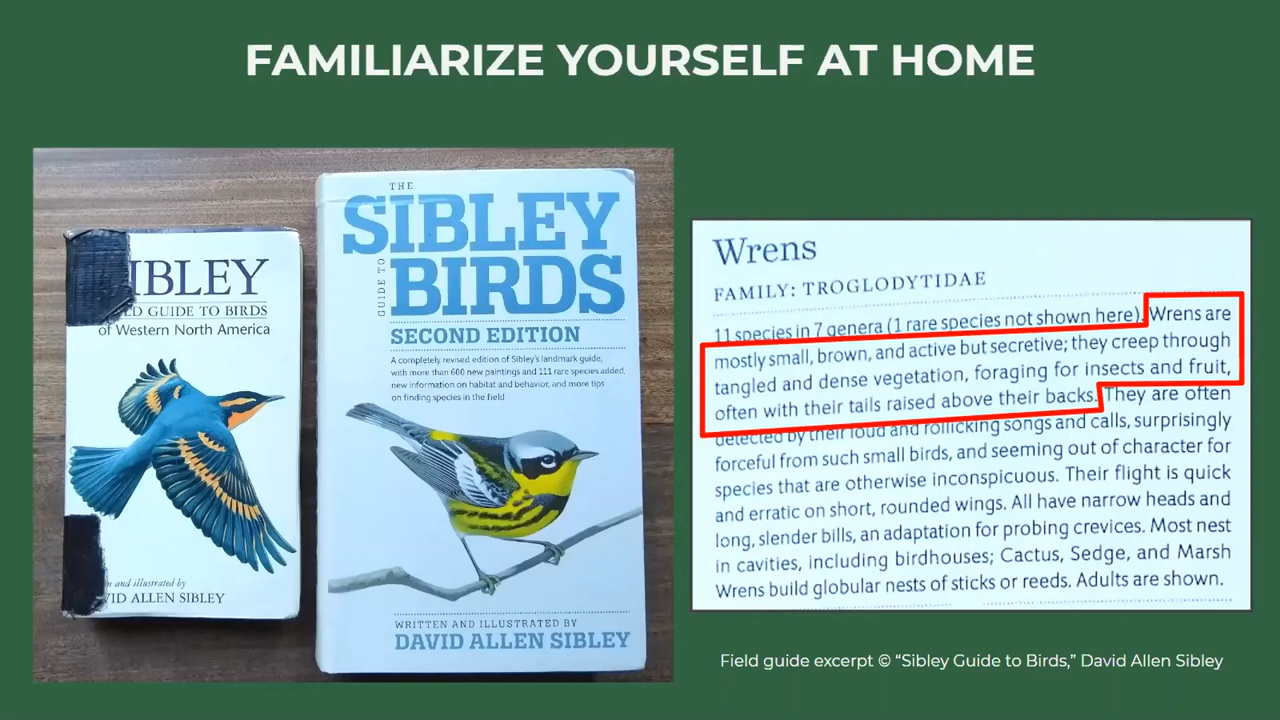 FAMILIARIZE YOURSELF AT HOME
IBLEY
LD GUIDE TO BIRDS
of Western North America
n and illustrated by
VID ALLEN SIBLEY
THE
SIBLEY
GUIDE TO
BIRDS
SECOND EDITION
A completely revised edition of Sibley's landmark guide,
with more than 600 new paintings and 111 rare species added,
new information on habitat and behavior, and more tips
on finding species in the field
WRITTEN AND ILLUSTRATED BY
DAVID ALLEN SIBLEY
Wrens
FAMILY: TROGLODYTIDAE
11 species in 7 genera (1 rare species not shown here). Wrens are
mostly small, brown, and active but secretive; they creep through
tangled and dense vegetation, foraging for insects and fruit,
often with their tails raised above their backs. They are often
detected by their loud and rollicking songs and calls, surprisingly
forceful from such small birds, and seeming out of character for
species that are otherwise inconspicuous. Their flight is quick
and erratic on short, rounded wings. All have narrow heads and
long, slender bills, an adaptation for probing crevices. Most nest
in cavities, including birdhouses; Cactus, Sedge, and Marsh
Wrens build globular nests of sticks or reeds. Adults are shown.
Field guide excerpt © “Sibley Guide to Birds,” David Allen Sibley